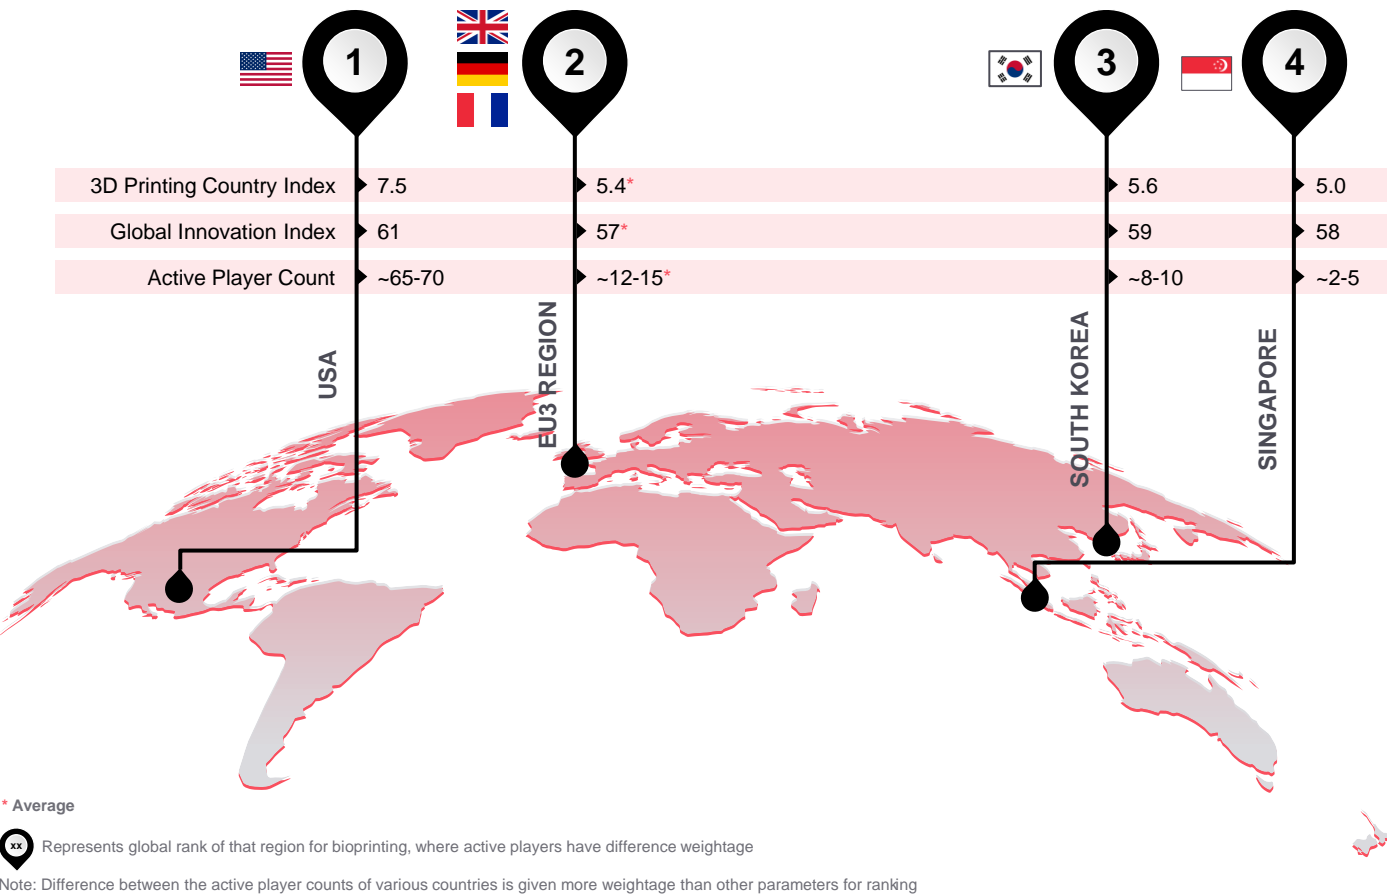 1
2
3
4
3D Printing Country Index 7.5 5.4* 5.6 5.0
Global Innovation Index 61 57* 59 58
Active Player Count ~65-70 ~12-15* ~8-10 ~2-5
USA
EU3 REGION
SOUTH KOREA
SINGAPORE
* Average
xx Represents global rank of that region for bioprinting, where active players have difference weightage
Note: Difference between the active player counts of various countries is given more weightage than other parameters for ranking